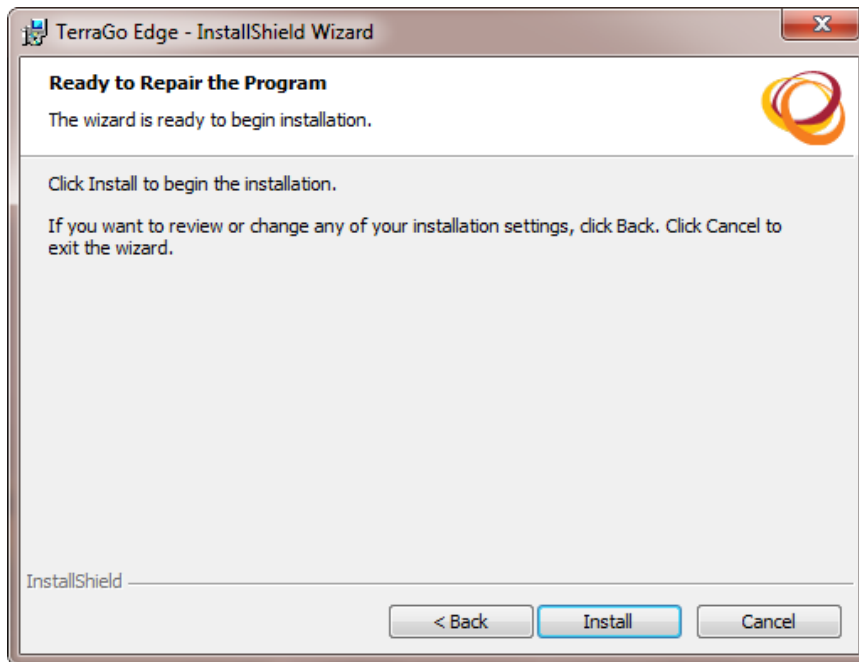 TerraGo Edge - InstallShield Wizard
Ready to Repair the Program
The wizard is ready to begin installation.
Click Install to begin the installation.
If you want to review or change any of your installation settings, click Back. Click Cancel to
exit the wizard.
InstallShield
< Back
Install
Cancel